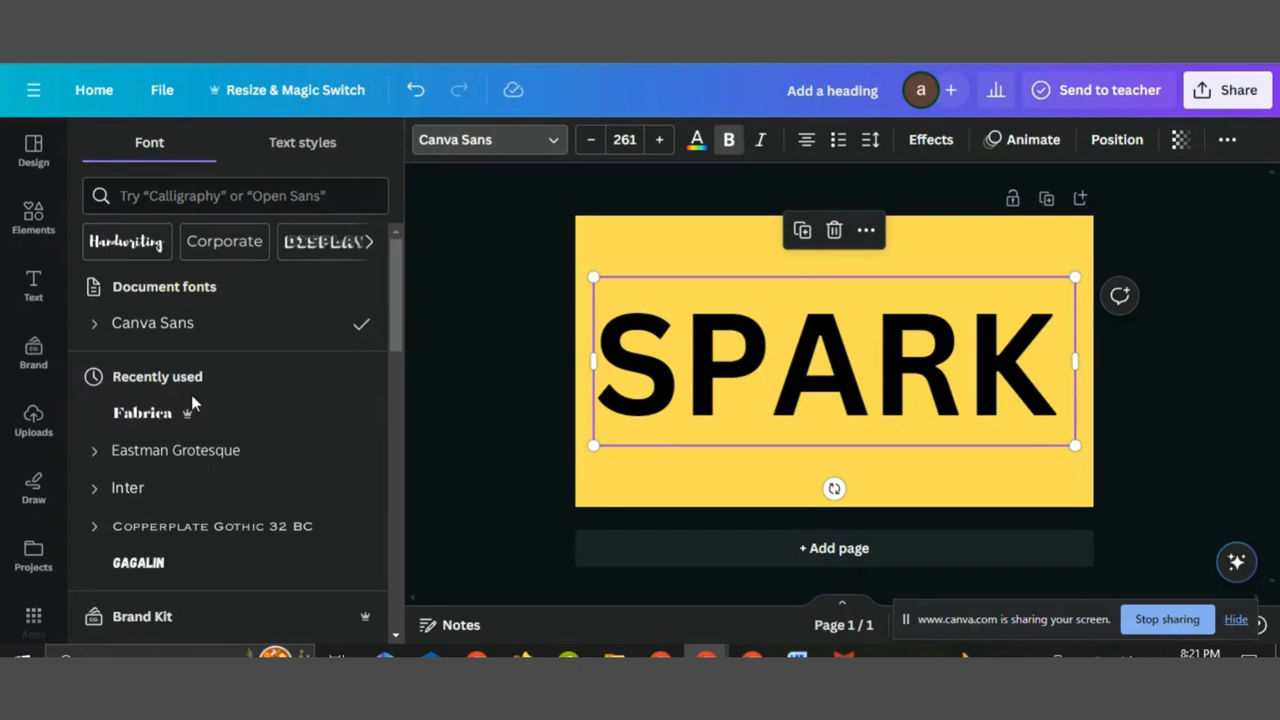 Home File Resize & Magic Switch Add a heading a Send to teacher Share
Font Text styles Canva Sans 261 A B I Effects Animate Position
Design
Try “Calligraphy” or “Open Sans”
Elements
Handwriting Corporate DISPLAY
Text
Document fonts
Canva Sans
Brand
Recently used
Fabrica
Uploads
Eastman Grotesque
Draw
Inter
Copperplate Gothic 32 BC
Projects
GAGALIN
Apps
Brand Kit
SPARK
+ Add page
Notes Page 1 / 1
www.canva.com is sharing your screen. Stop sharing Hide
8:21 PM